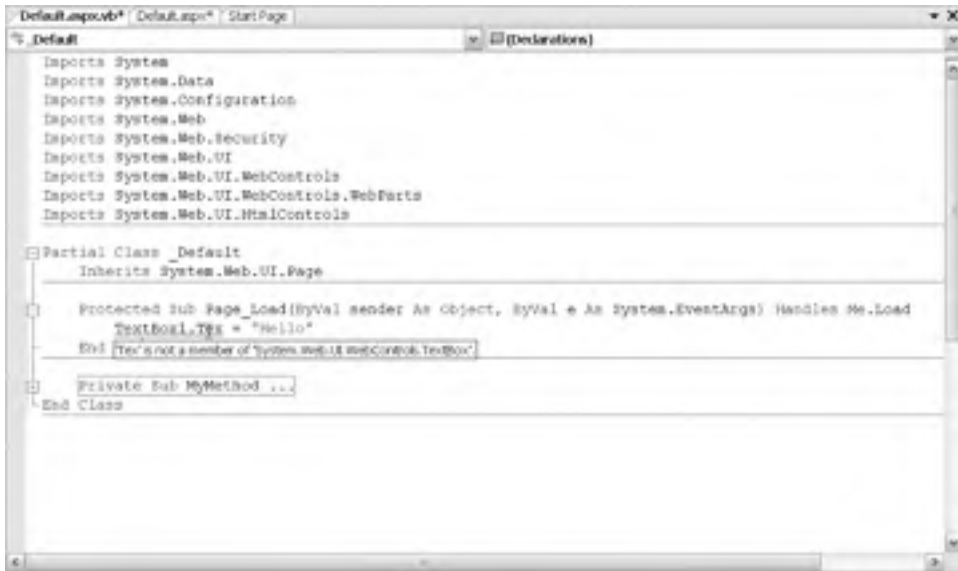 Default.aspx.vb* Default.aspx* Start Page
_Default (Declarations)
Imports System
Imports System.Data
Imports System.Configuration
Imports System.Web
Imports System.Web.Security
Imports System.Web.UI
Imports System.Web.UI.WebControls
Imports System.Web.UI.WebControls.WebParts
Imports System.Web.UI.HtmlControls
Partial Class _Default
Inherits System.Web.UI.Page
Protected Sub Page_Load(ByVal sender As Object, ByVal e As System.EventArgs) Handles Me.Load
TextBox1.Tex = "Hello"
End 'Tex' is not a member of 'System.Web.UI.WebControls.TextBox'.
Private Sub MyMethod ...
End Class